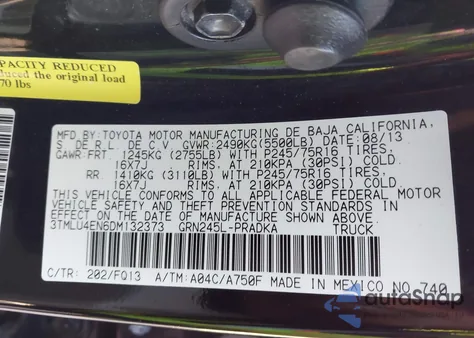 PACITY REDUCED
duced the original load
70 lbs
MFD. BY: TOYOTA MOTOR MANUFACTURING DE BAJA CALIFORNIA,
S DE R.L. DE C.V. DATE: 08/13
GVWR: 2490KG(5500LB)
GAWR:FRT. 1245KG (2755LB) WITH P245/75R16 TIRES,
16X7J RIMS. AT 210KPA (30PSI) COLD.
RR 1410KG (3110LB) WITH P245/75R16 TIRES,
16X7J RIMS. AT 210KPA (30PSI) COLD.
THIS VEHICLE CONFORMS TO ALL APPLICABLE FEDERAL MOTOR
VEHICLE SAFETY AND THEFT PREVENTION STANDARDS IN
EFFECT ON THE DATE OF MANUFACTURE SHOWN ABOVE.
3TMLU4EN6DM132373 GRN245L-PRADKA TRUCK
C/TR: 202/FQ13 A/TM: A04C/A750F MADE IN MEXICO NO. 740
autoSnap